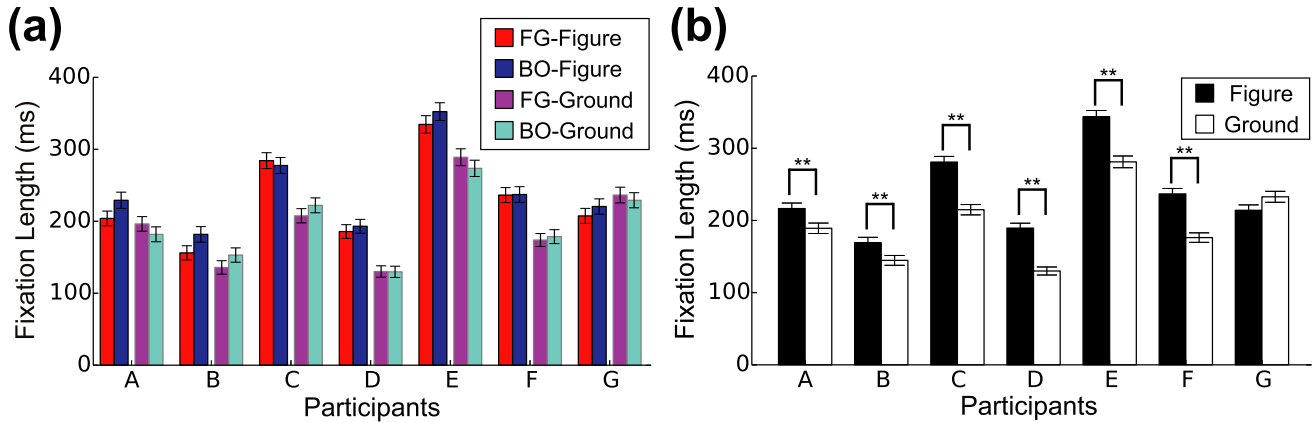 (a)
FG-Figure
BO-Figure
FG-Ground
BO-Ground
Fixation Length (ms)
400
300
200
100
0
A B C D E F G
Participants
(b)
Figure
Ground
Fixation Length (ms)
400
300
200
100
0
** ** ** ** ** **
A B C D E F G
Participants